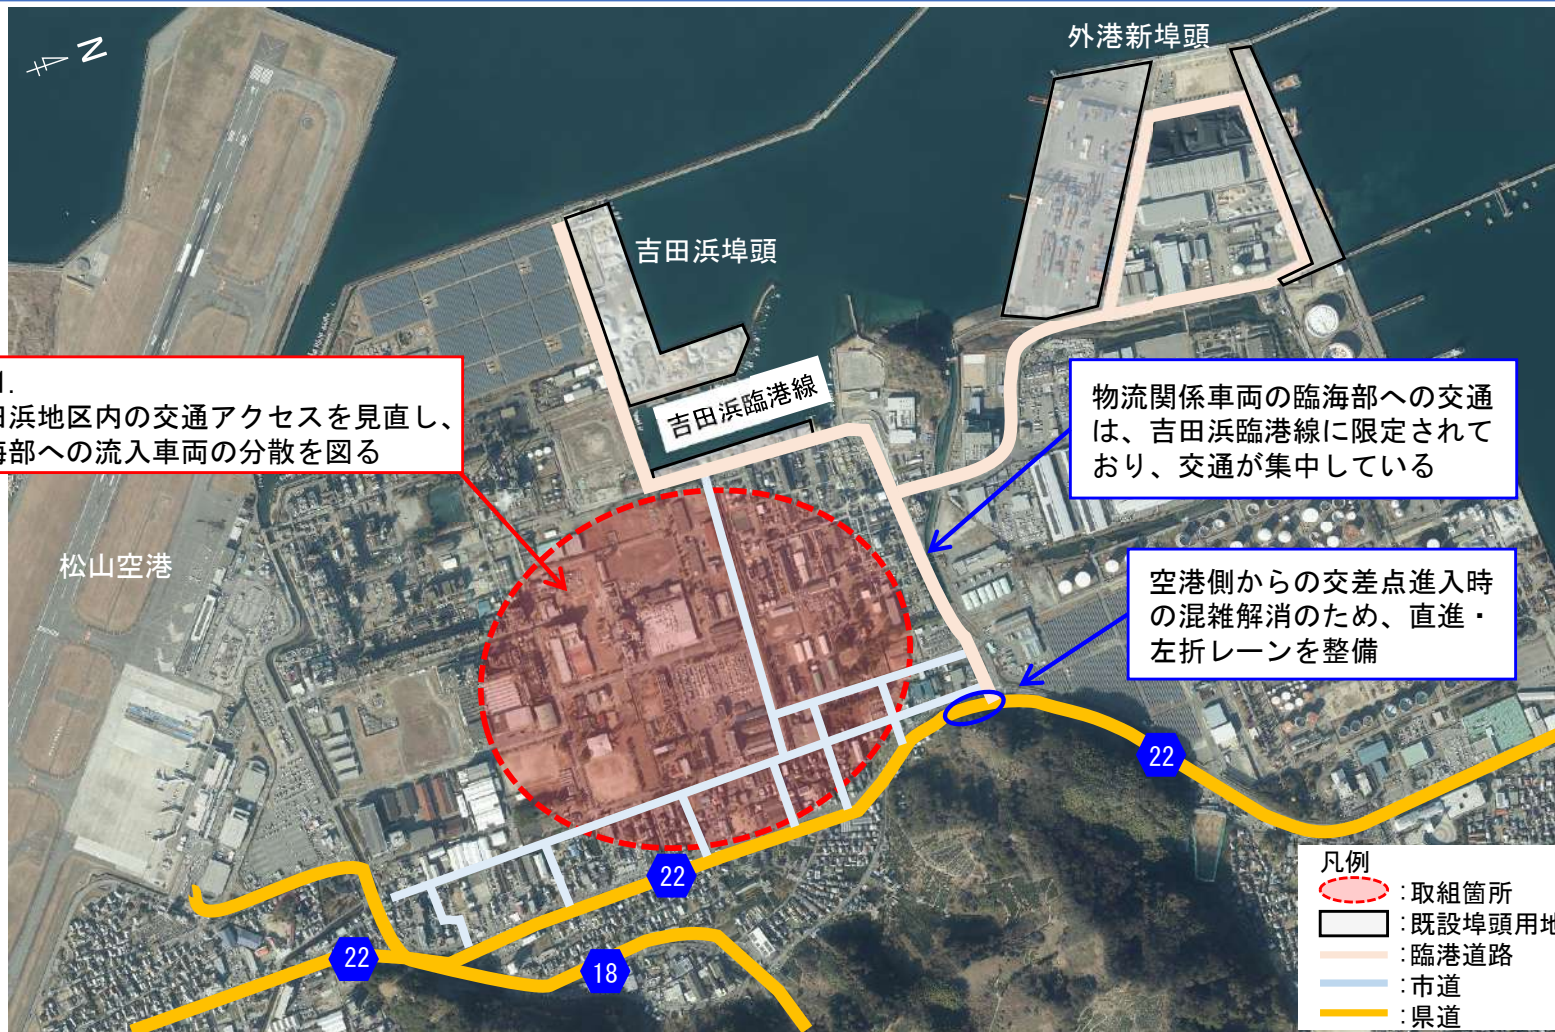 N
外港新埠頭
吉田浜埠頭
吉田浜臨港線
1.
田浜地区内の交通アクセスを見直し、
海部への流入車両の分散を図る
物流関係車両の臨海部への交通
は、吉田浜臨港線に限定されて
おり、交通が集中している
松山空港
空港側からの交差点進入時
の混雑解消のため、直進・
左折レーンを整備
22
22
22
18
凡例
:取組箇所
:既設埠頭用地
:臨港道路
:市道
:県道